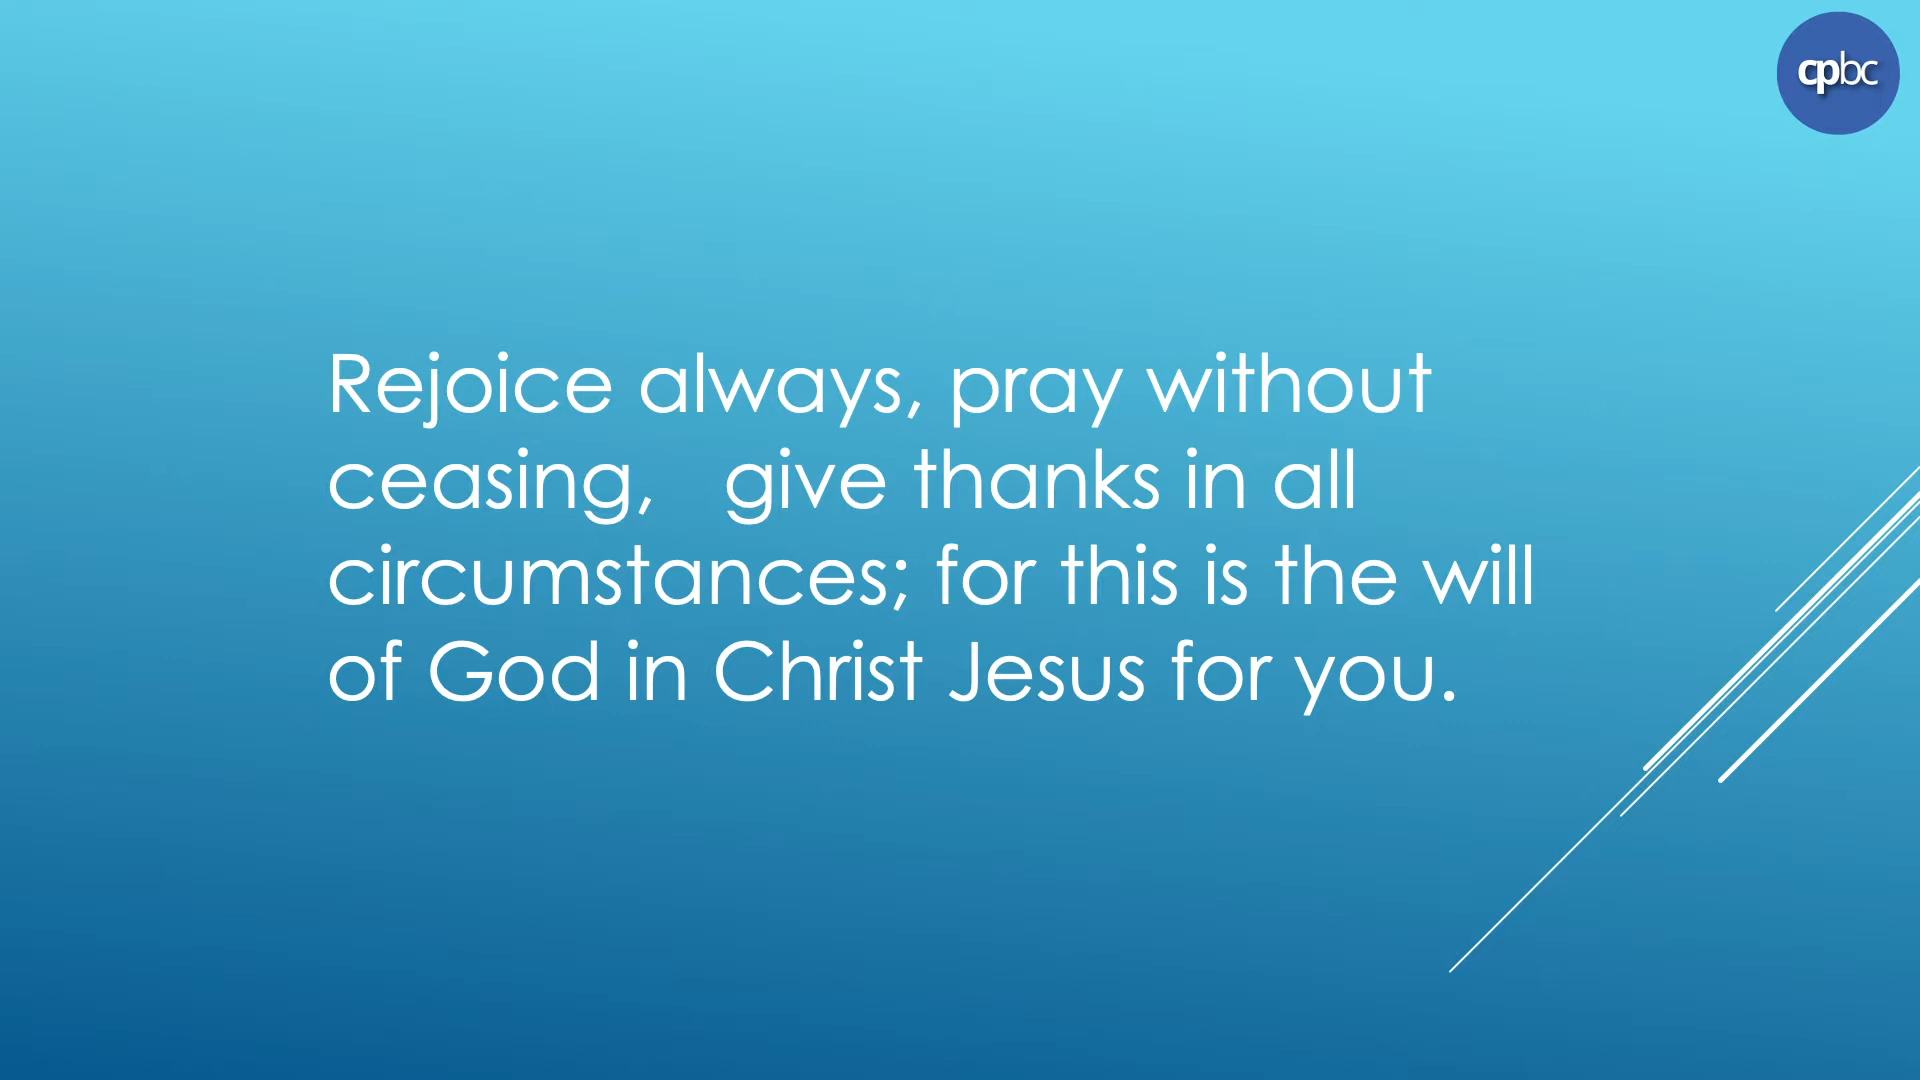 cpbc
Rejoice always, pray without
ceasing,   give thanks in all
circumstances; for this is the will
of God in Christ Jesus for you.